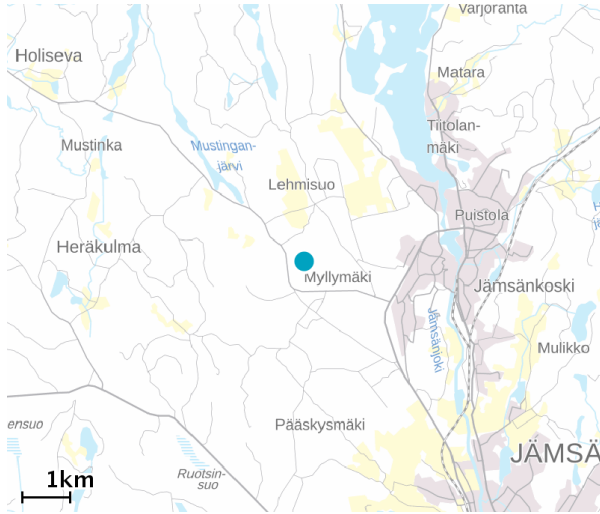 Varjoranta
Holiseva
Matara
Tiitolan-
mäki
Mustinka
Mustingan-
järvi
Lehmisuo
Puistola
Heräkulma
Myllymäki
Jämsänkoski
Jämsänjoki
Mulikko
Pääskysmäki
ensuo
JÄMSÄ
Ruotsin-
suo
1km